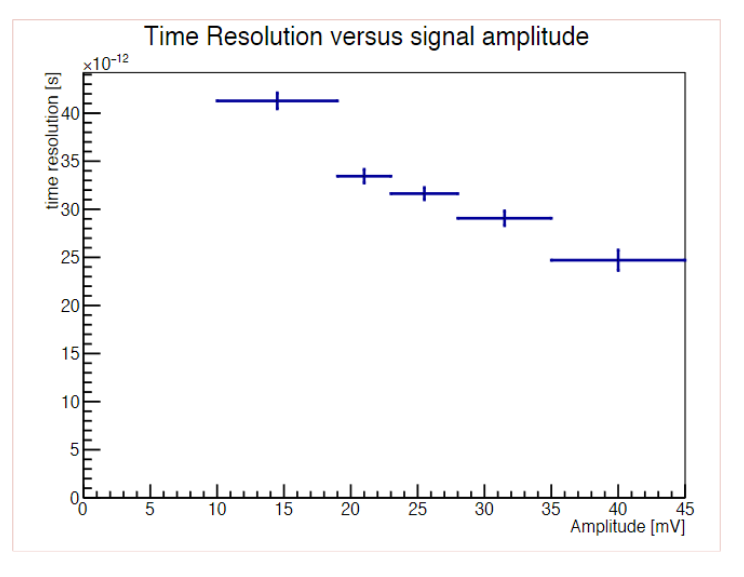 Time Resolution versus signal amplitude
×10⁻¹²
time resolution [s]
40
35
30
25
20
15
10
5
0
0 5 10 15 20 25 30 35 40 45
Amplitude [mV]